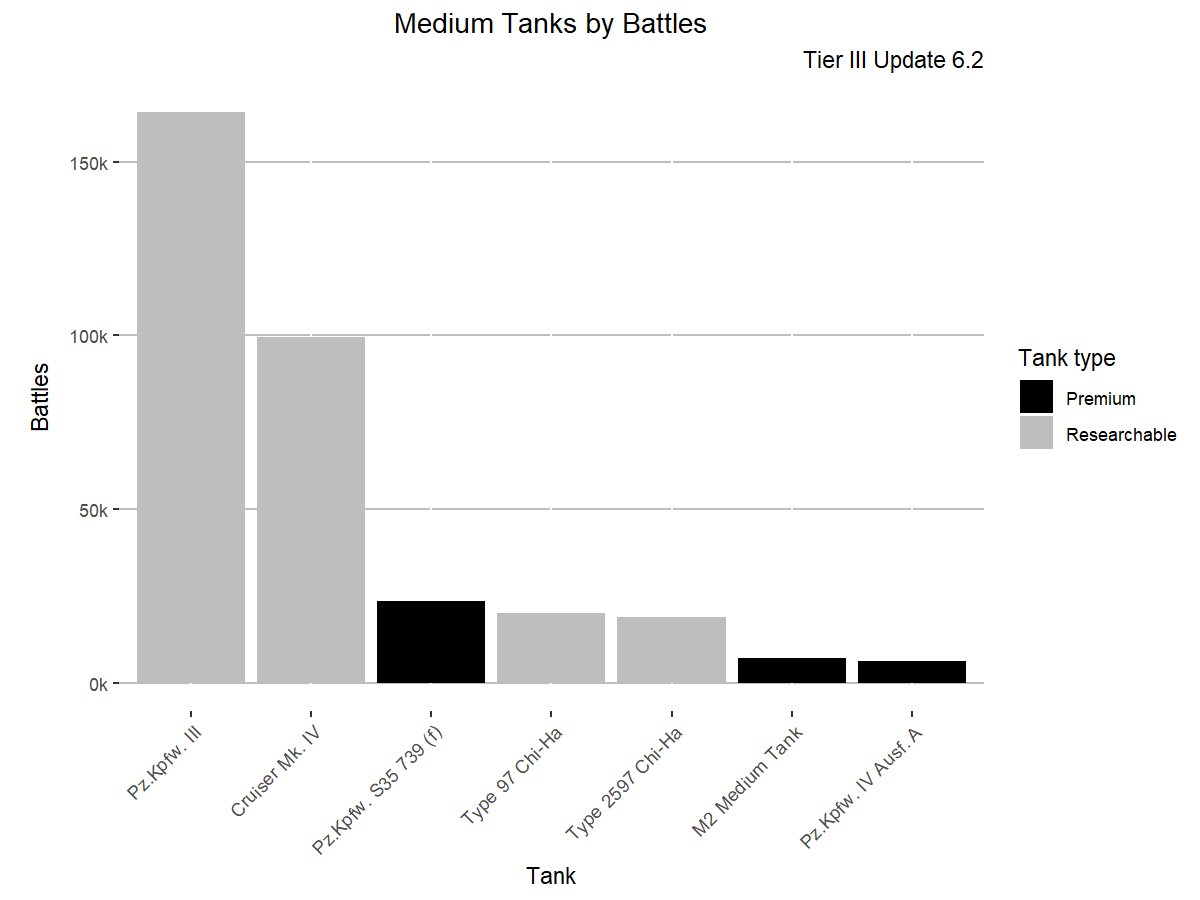 Medium Tanks by Battles
Tier III Update 6.2
Battles
150k
100k
50k
0k
Pz.Kpfw. III
Cruiser Mk. IV
Pz.Kpfw. S35 739 (f)
Type 97 Chi-Ha
Type 2597 Chi-Ha
M2 Medium Tank
Pz.Kpfw. IV Ausf. A
Tank
Tank type
Premium
Researchable